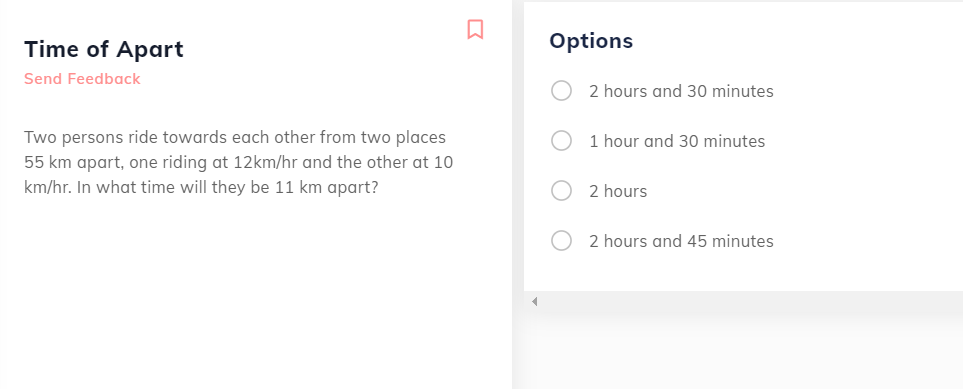 Time of Apart
Send Feedback
Two persons ride towards each other from two places
55 km apart, one riding at 12km/hr and the other at 10
km/hr. In what time will they be 11 km apart?
Options
2 hours and 30 minutes
1 hour and 30 minutes
2 hours
2 hours and 45 minutes